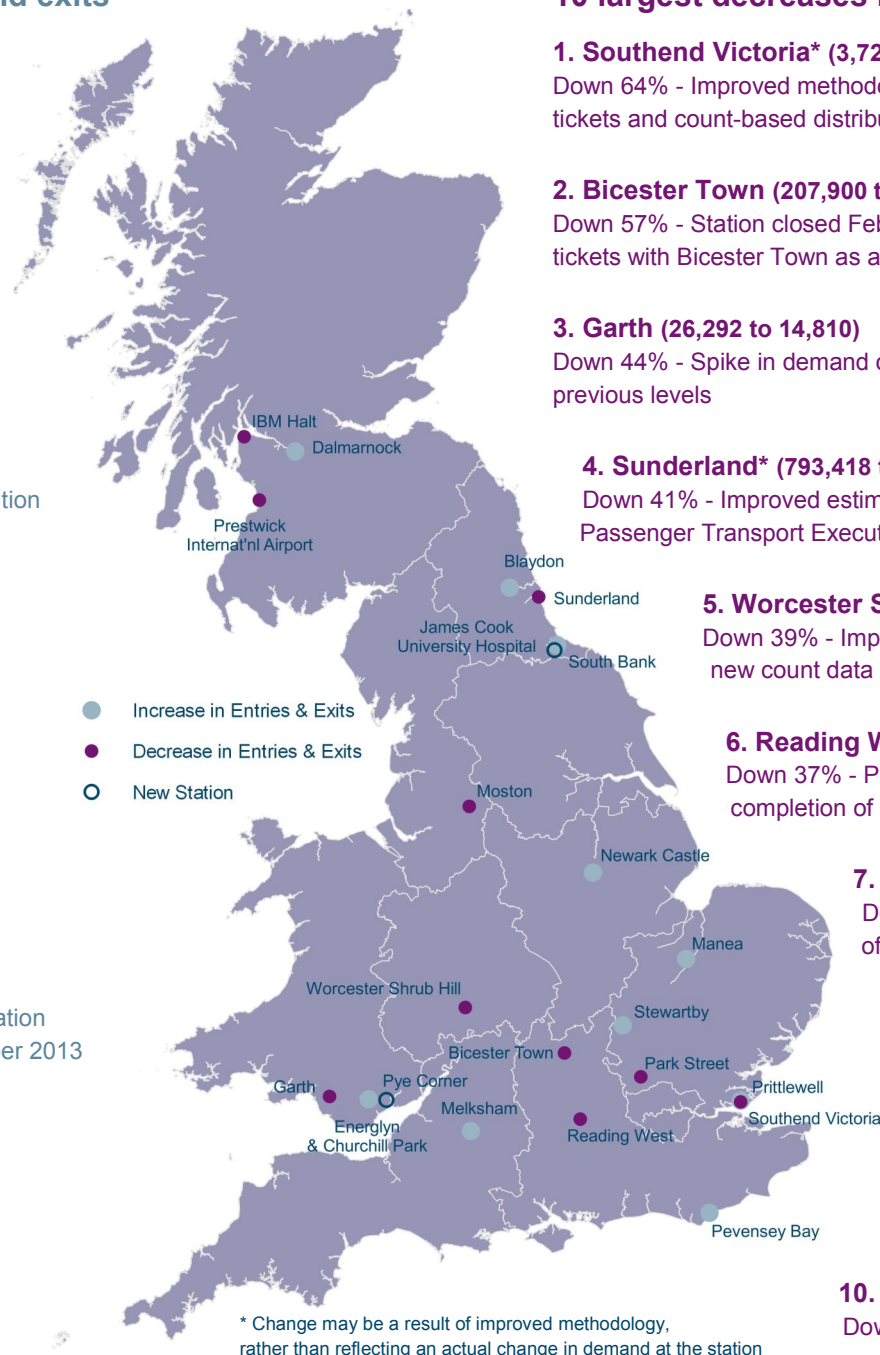 exits
10 largest decreases
1. Southend Victoria* (3,72
Down 64% - Improved method
tickets and count-based distrib
2. Bicester Town (207,900
Down 57% - Station closed Feb
tickets with Bicester Town as a
3. Garth (26,292 to 14,810)
Down 44% - Spike in demand
previous levels
4. Sunderland* (793,418
Down 41% - Improved estim
Passenger Transport Execut
5. Worcester S
Down 39% - Imp
new count data
6. Reading W
Down 37% - P
completion of
7.
D
of
10.
Dow
tion
ation
er 2013
IBM Halt
Dalmarnock
Prestwick
Internat'nl Airport
Blaydon
Sunderland
James Cook
University Hospital
South Bank
Increase in Entries & Exits
Decrease in Entries & Exits
New Station
Moston
Newark Castle
Manea
Worcester Shrub Hill
Stewartby
Bicester Town
Park Street
Garth
Pye Corner
Prittlewell
Melksham
Southend Victoria
Energlyn
& Churchill Park
Reading West
Pevensey Bay
* Change may be a result of improved methodology,
rather than reflecting an actual change in demand at the station